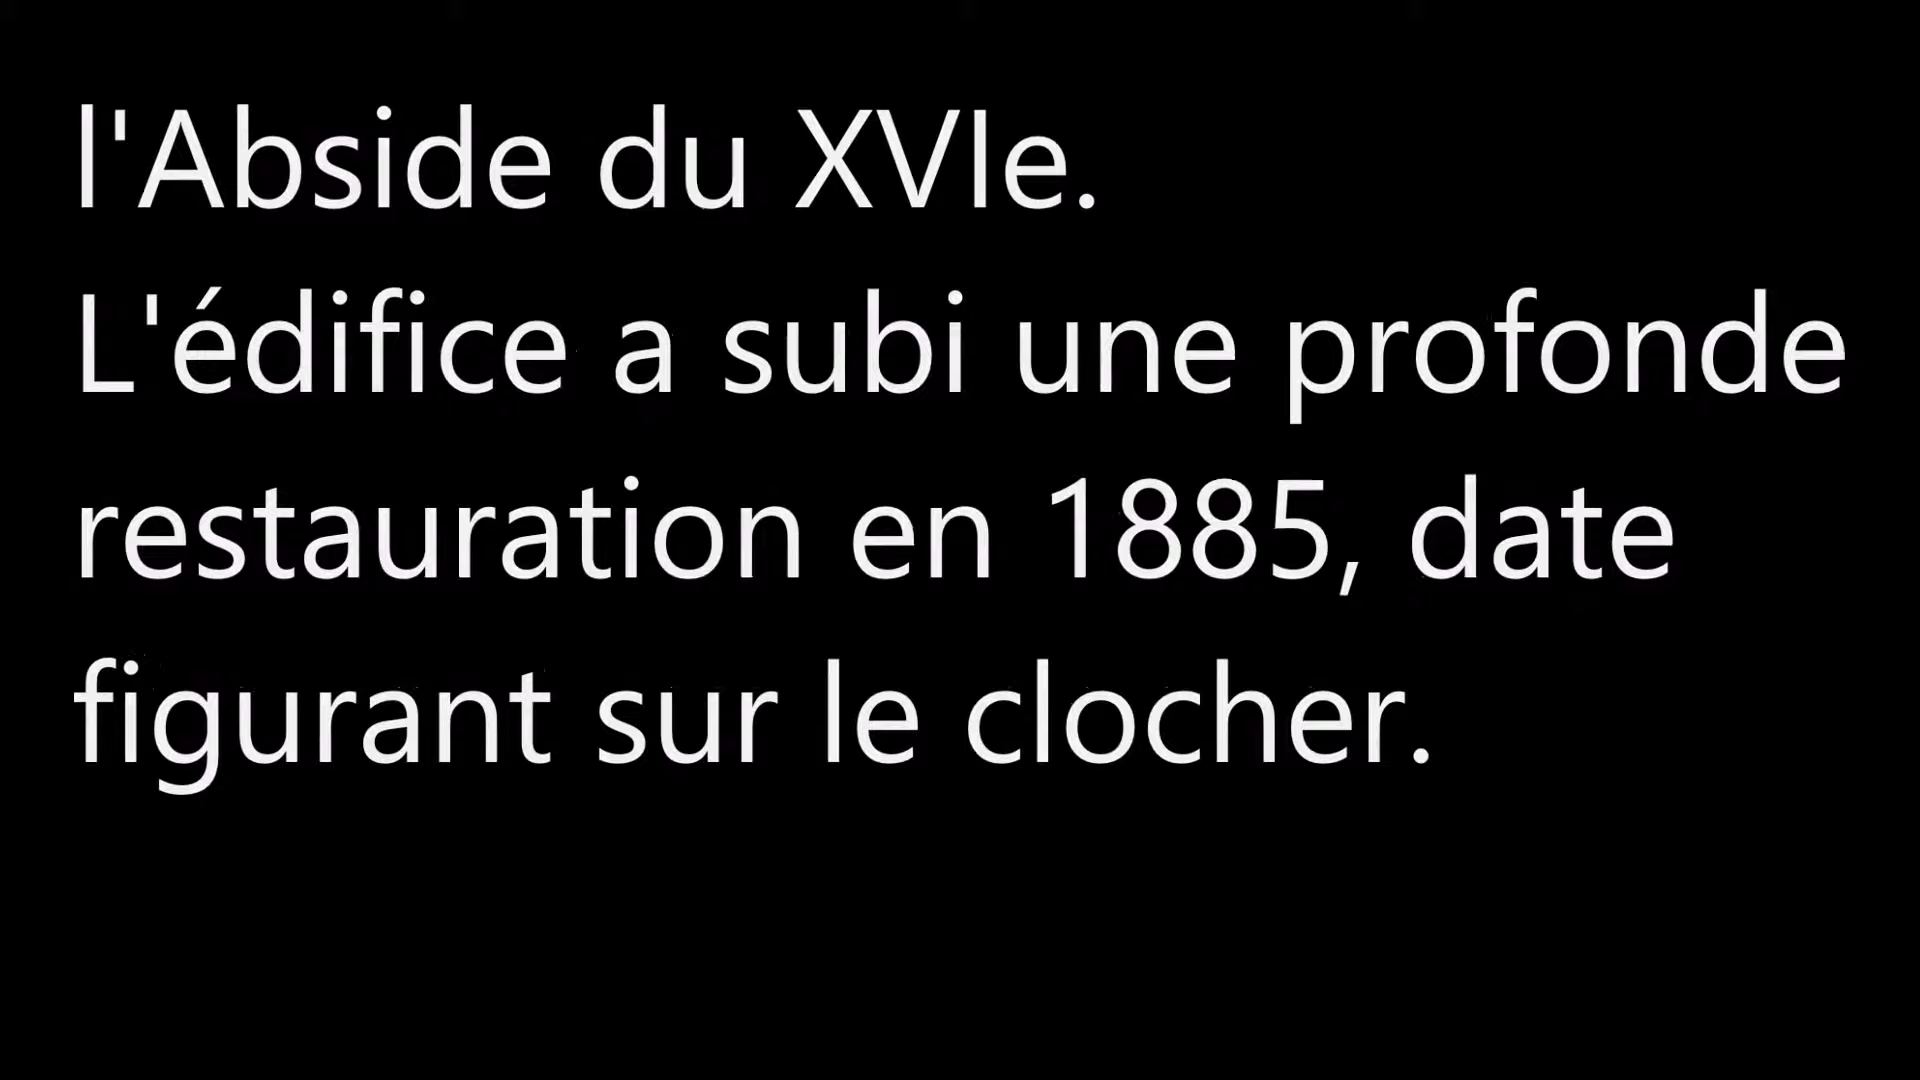 l'Abside du XVIe.
L'édifice a subi une profonde
restauration en 1885, date
figurant sur le clocher.